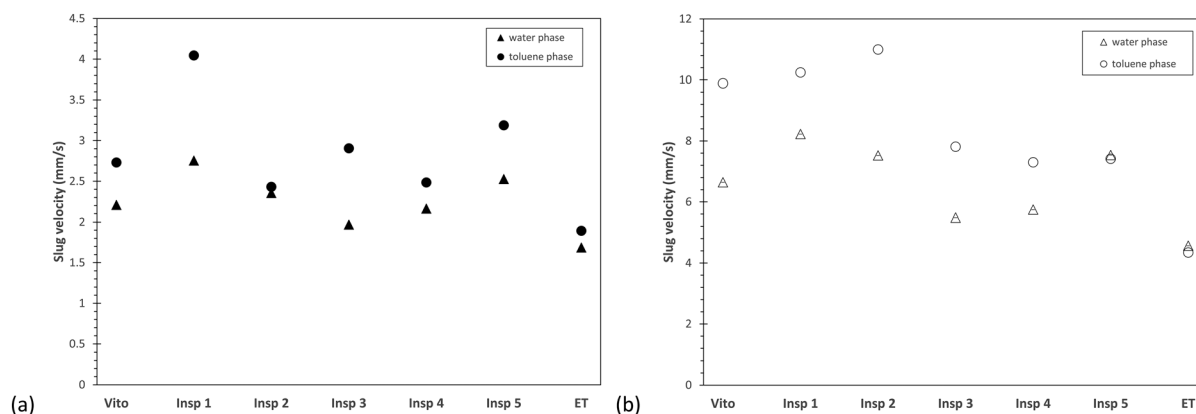 4.5
4
3.5
3
2.5
2
1.5
1
0.5
0
Slug velocity (mm/s)
water phase
toluene phase
Vito Insp 1 Insp 2 Insp 3 Insp 4 Insp 5 ET
(a)
12
10
8
6
4
2
0
Slug velocity (mm/s)
water phase
toluene phase
Vito Insp 1 Insp 2 Insp 3 Insp 4 Insp 5 ET
(b)